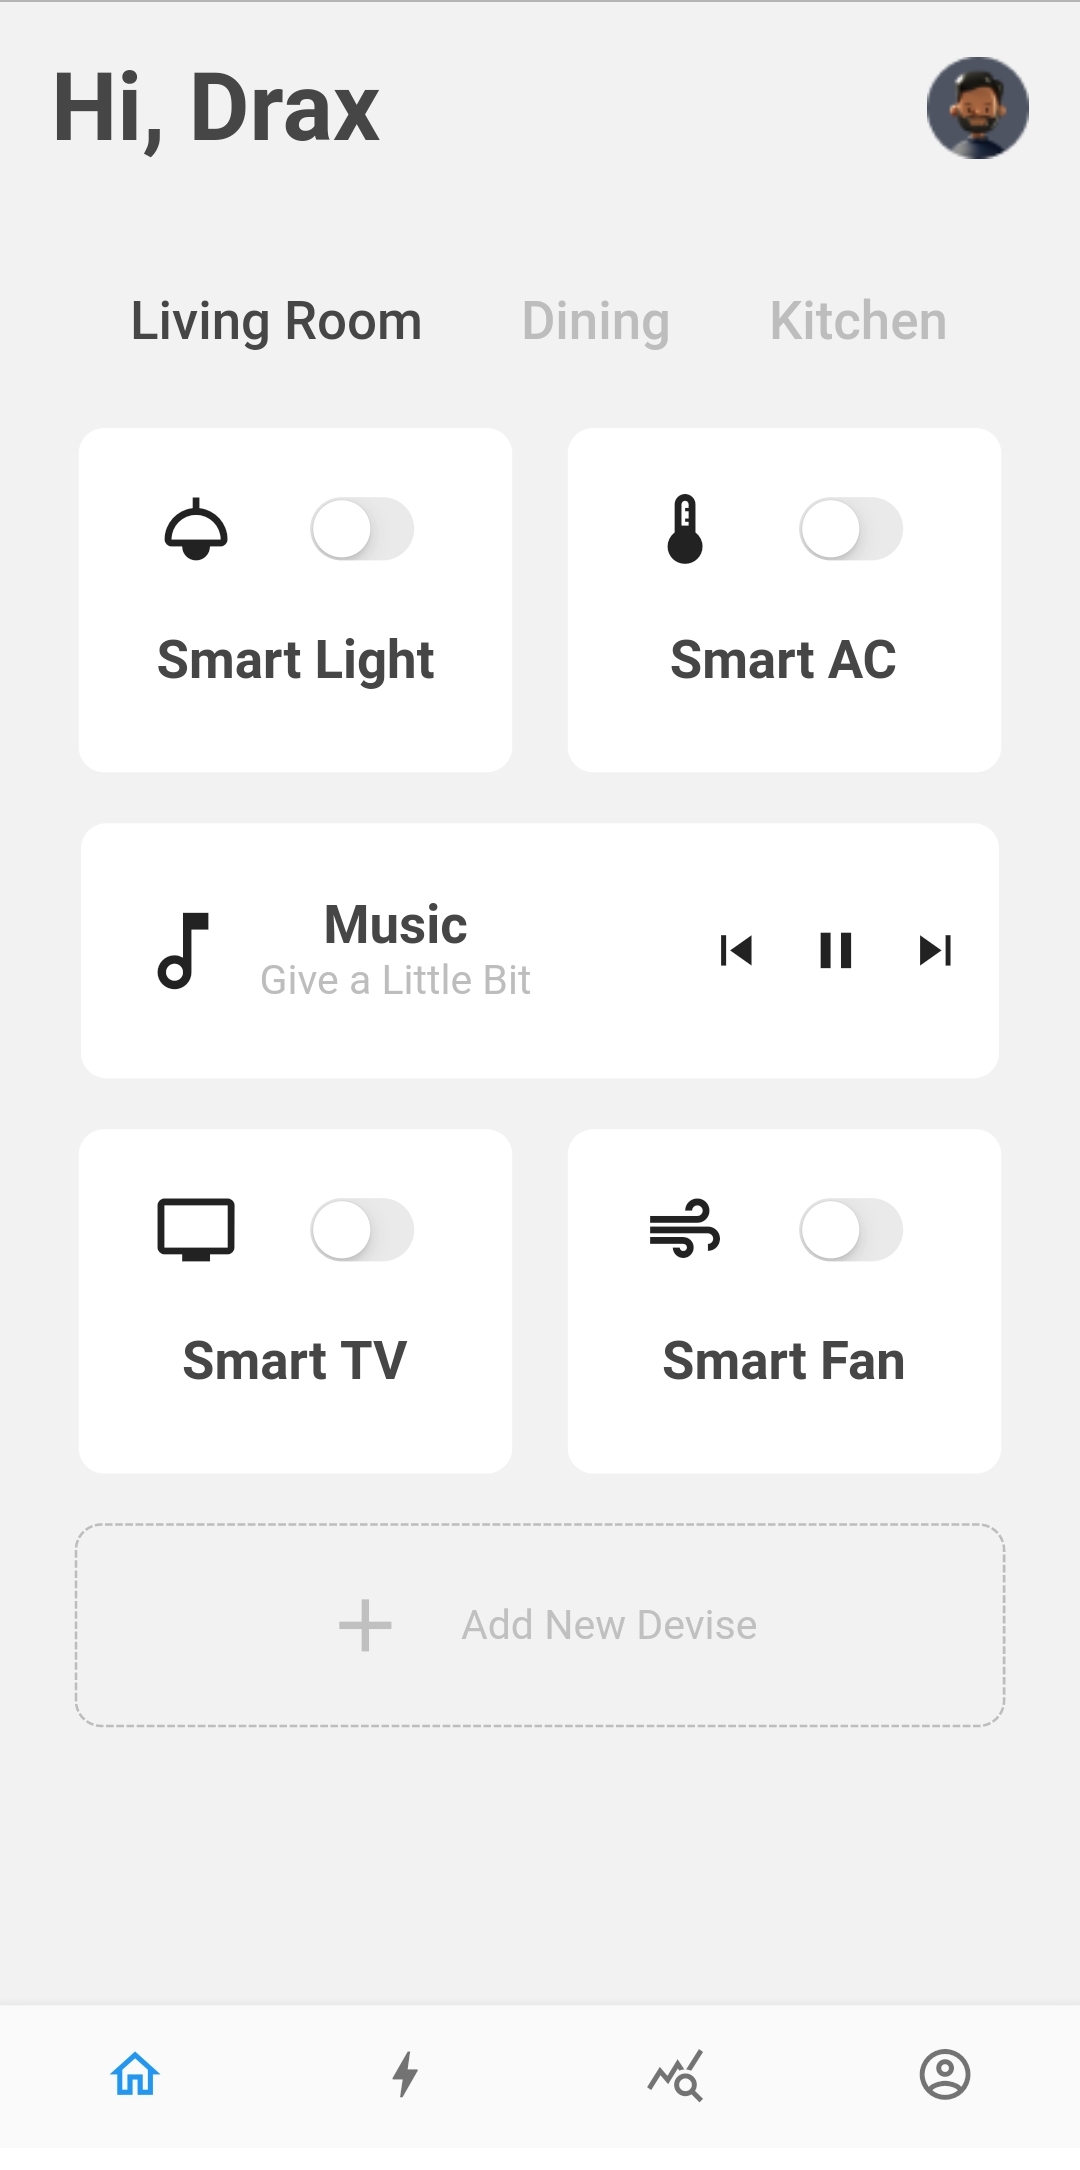 Hi, Drax
Living Room Dining Kitchen
Smart Light
Smart AC
Music
Give a Little Bit
Smart TV
Smart Fan
Add New Devise